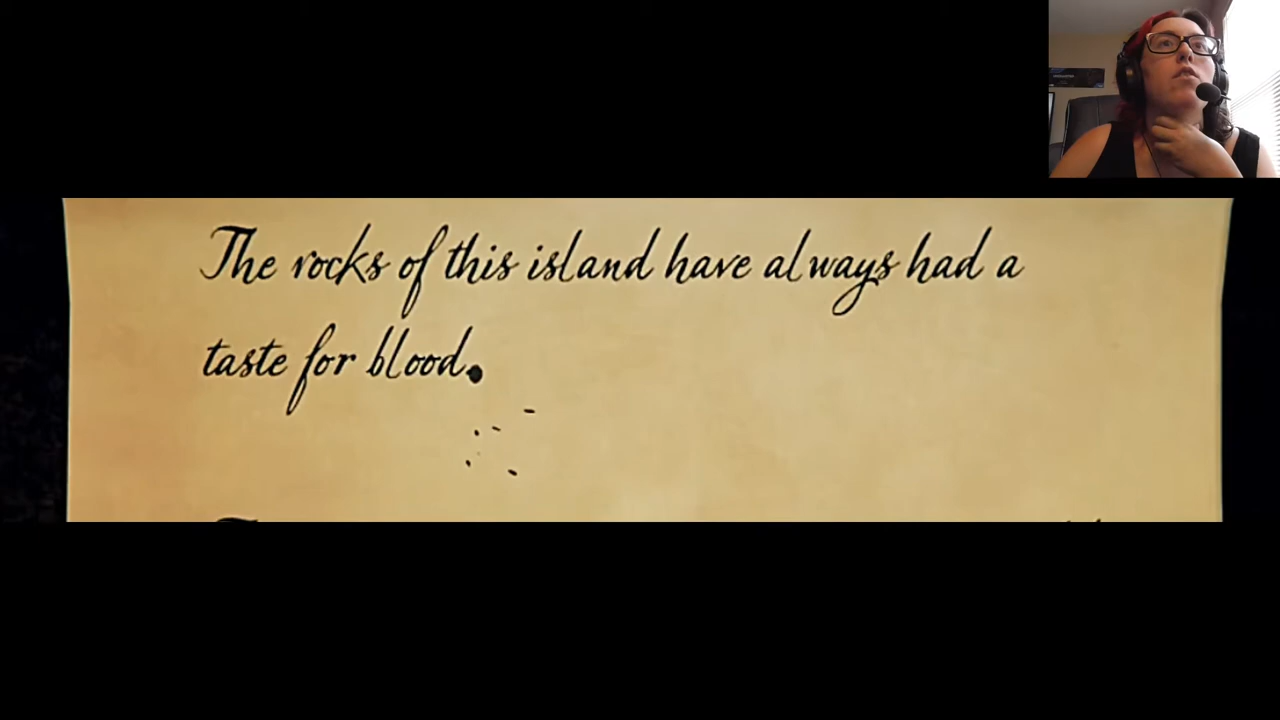 The rocks of this island have always had a
taste for blood.